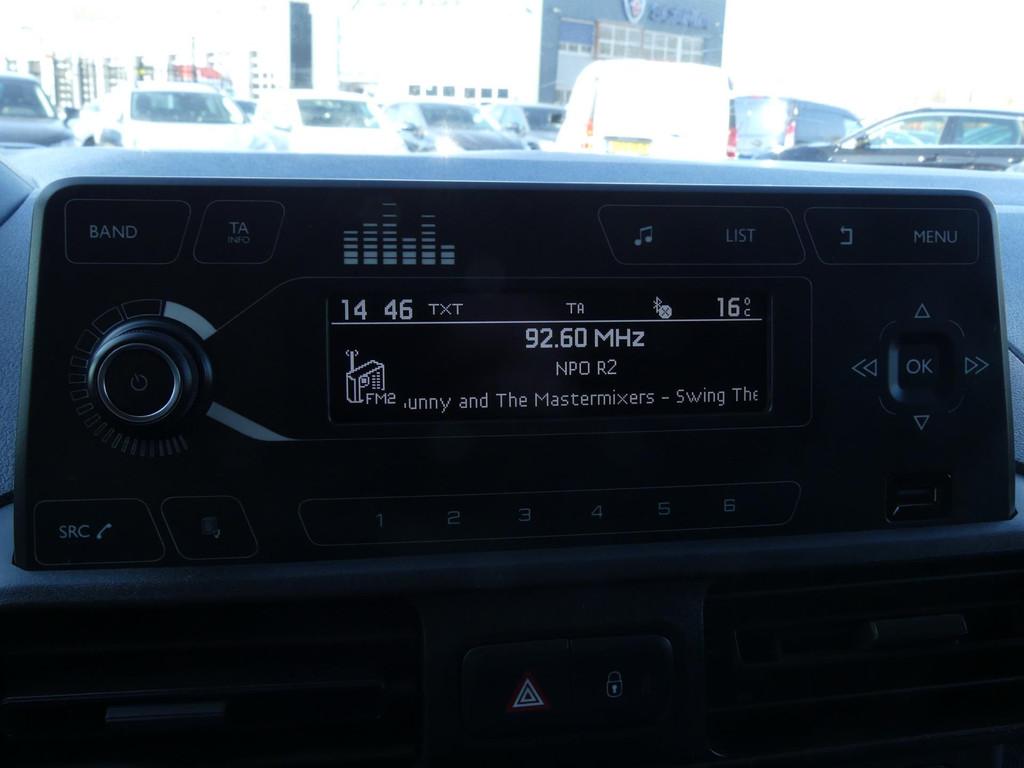 BAND TA INFO LIST MENU
14 46 TXT TA 16°C
92.60 MHz
NPO R2
FM2 unny and The Mastermixers - Swing The
OK
SRC 1 2 3 4 5 6